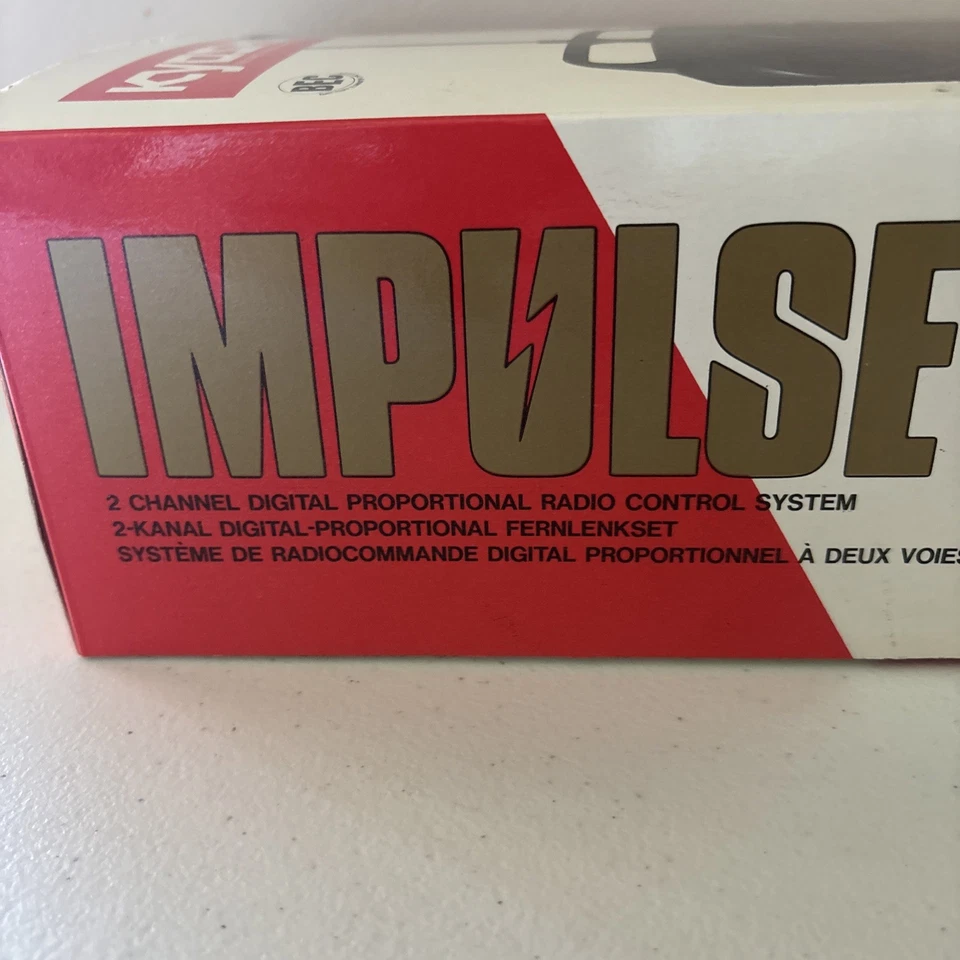 BEC
IMPULSE
2 CHANNEL DIGITAL PROPORTIONAL RADIO CONTROL SYSTEM
2-KANAL DIGITAL-PROPORTIONAL FERNLENKSET
SYSTÈME DE RADIOCOMMANDE DIGITAL PROPORTIONNEL À DEUX VOIES